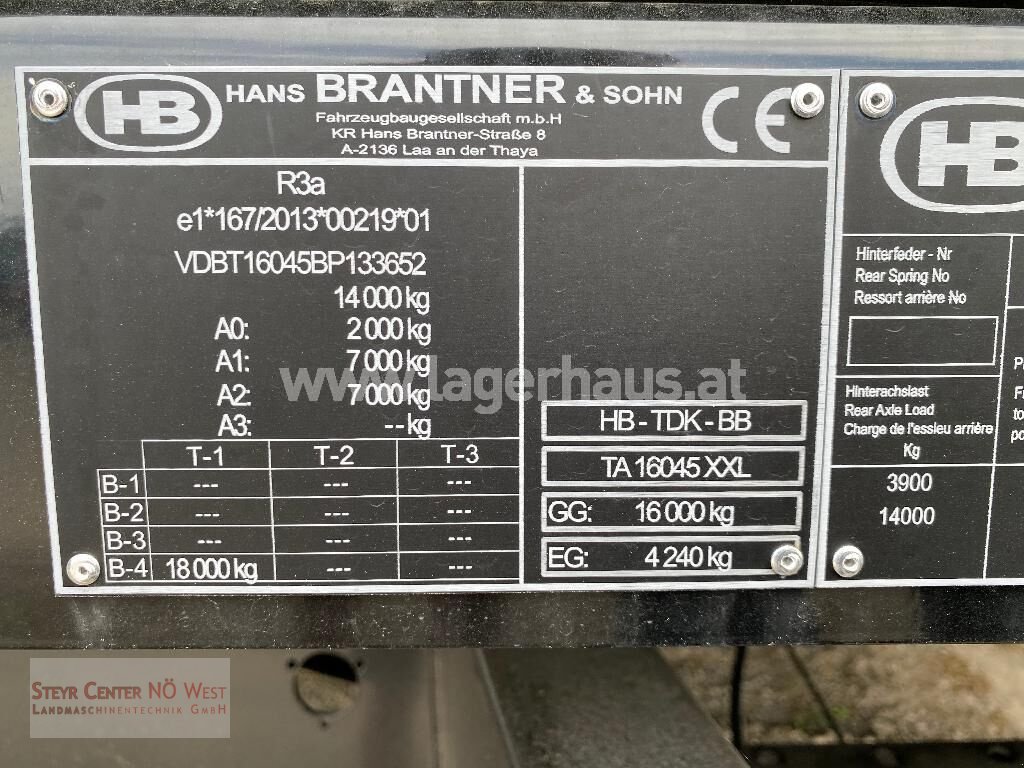 HB HANS BRANTNER & SOHN CE
Fahrzeugbaugesellschaft m.b.H
KR Hans Brantner-Straße 8
A-2136 Laa an der Thaya
R3a
e1*167/2013*00219*01
VDBT16045BP133652
14 000 kg
A0: 2 000 kg
A1: 7 000 kg
A2: 7 000 kg
A3: -- kg
T-1 T-2 T-3
B-1 --- --- ---
B-2 --- --- ---
B-3 --- --- ---
B-4 18 000 kg --- ---
HB - TDK - BB
TA 16045 XXL
GG: 16 000 kg
EG: 4 240 kg
HB
Hinterfeder - Nr
Rear Spring No
Ressort arrière No
Hinterachslast
Rear Axle Load
Charge de l'essieu arrière
Kg
3900
14000
www.lagerhaus.at
STEYR CENTER NÖ WEST
LANDMASCHINENTECHNIK GMBH